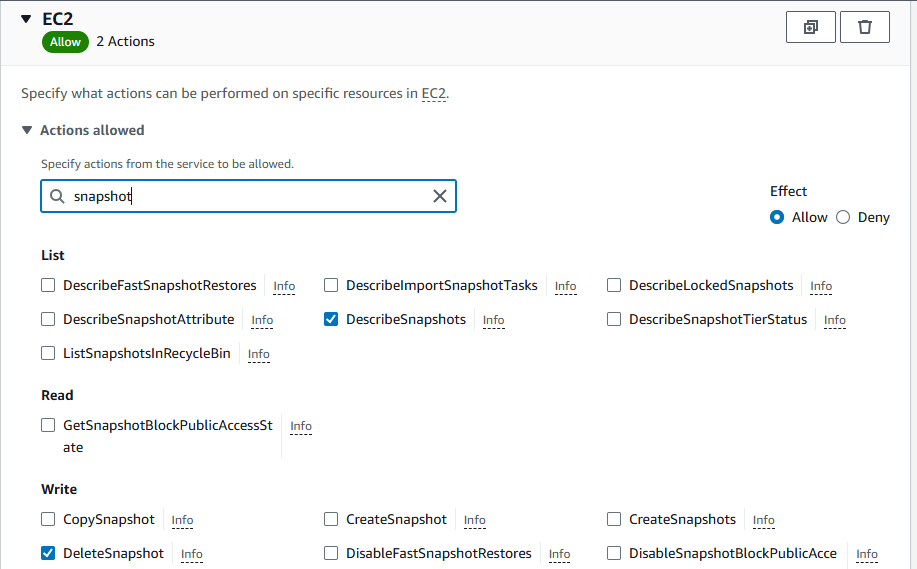 EC2
Allow 2 Actions
Specify what actions can be performed on specific resources in EC2.
Actions allowed
Specify actions from the service to be allowed.
snapshot
Effect
Allow Deny
List
DescribeFastSnapshotRestores Info DescribeImportSnapshotTasks Info DescribeLockedSnapshots Info
DescribeSnapshotAttribute Info DescribeSnapshots Info DescribeSnapshotTierStatus Info
ListSnapshotsInRecycleBin Info
Read
GetSnapshotBlockPublicAccessSt Info
ate
Write
CopySnapshot Info CreateSnapshot Info CreateSnapshots Info
DeleteSnapshot Info DisableFastSnapshotRestores Info DisableSnapshotBlockPublicAcce Info